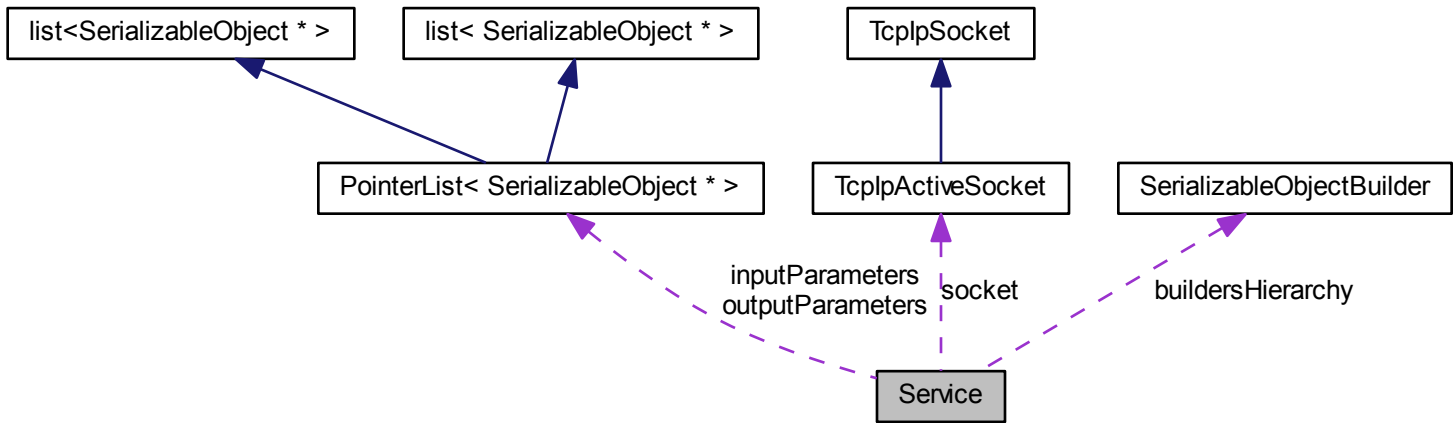 list<SerializableObject * >
list< SerializableObject * >
TcpIpSocket
PointerList< SerializableObject * >
TcpIpActiveSocket
SerializableObjectBuilder
inputParameters
outputParameters
socket
buildersHierarchy
Service